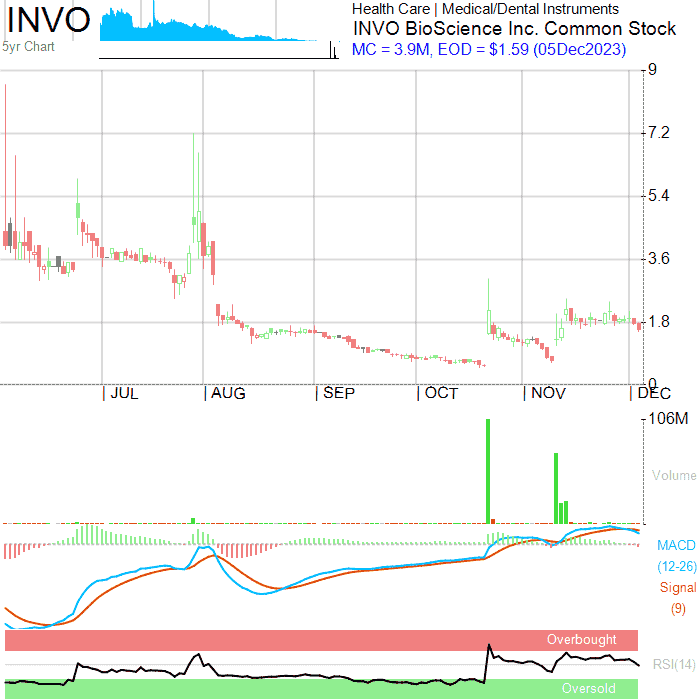 INVO
5yr Chart
Health Care | Medical/Dental Instruments
INVO BioScience Inc. Common Stock
MC = 3.9M, EOD = $1.59 (05Dec2023)
9
7.2
5.4
3.6
1.8
0
JUL
AUG
SEP
OCT
NOV
DEC
106M
Volume
MACD
(12-26)
Signal
(9)
Overbought
RSI(14)
Oversold